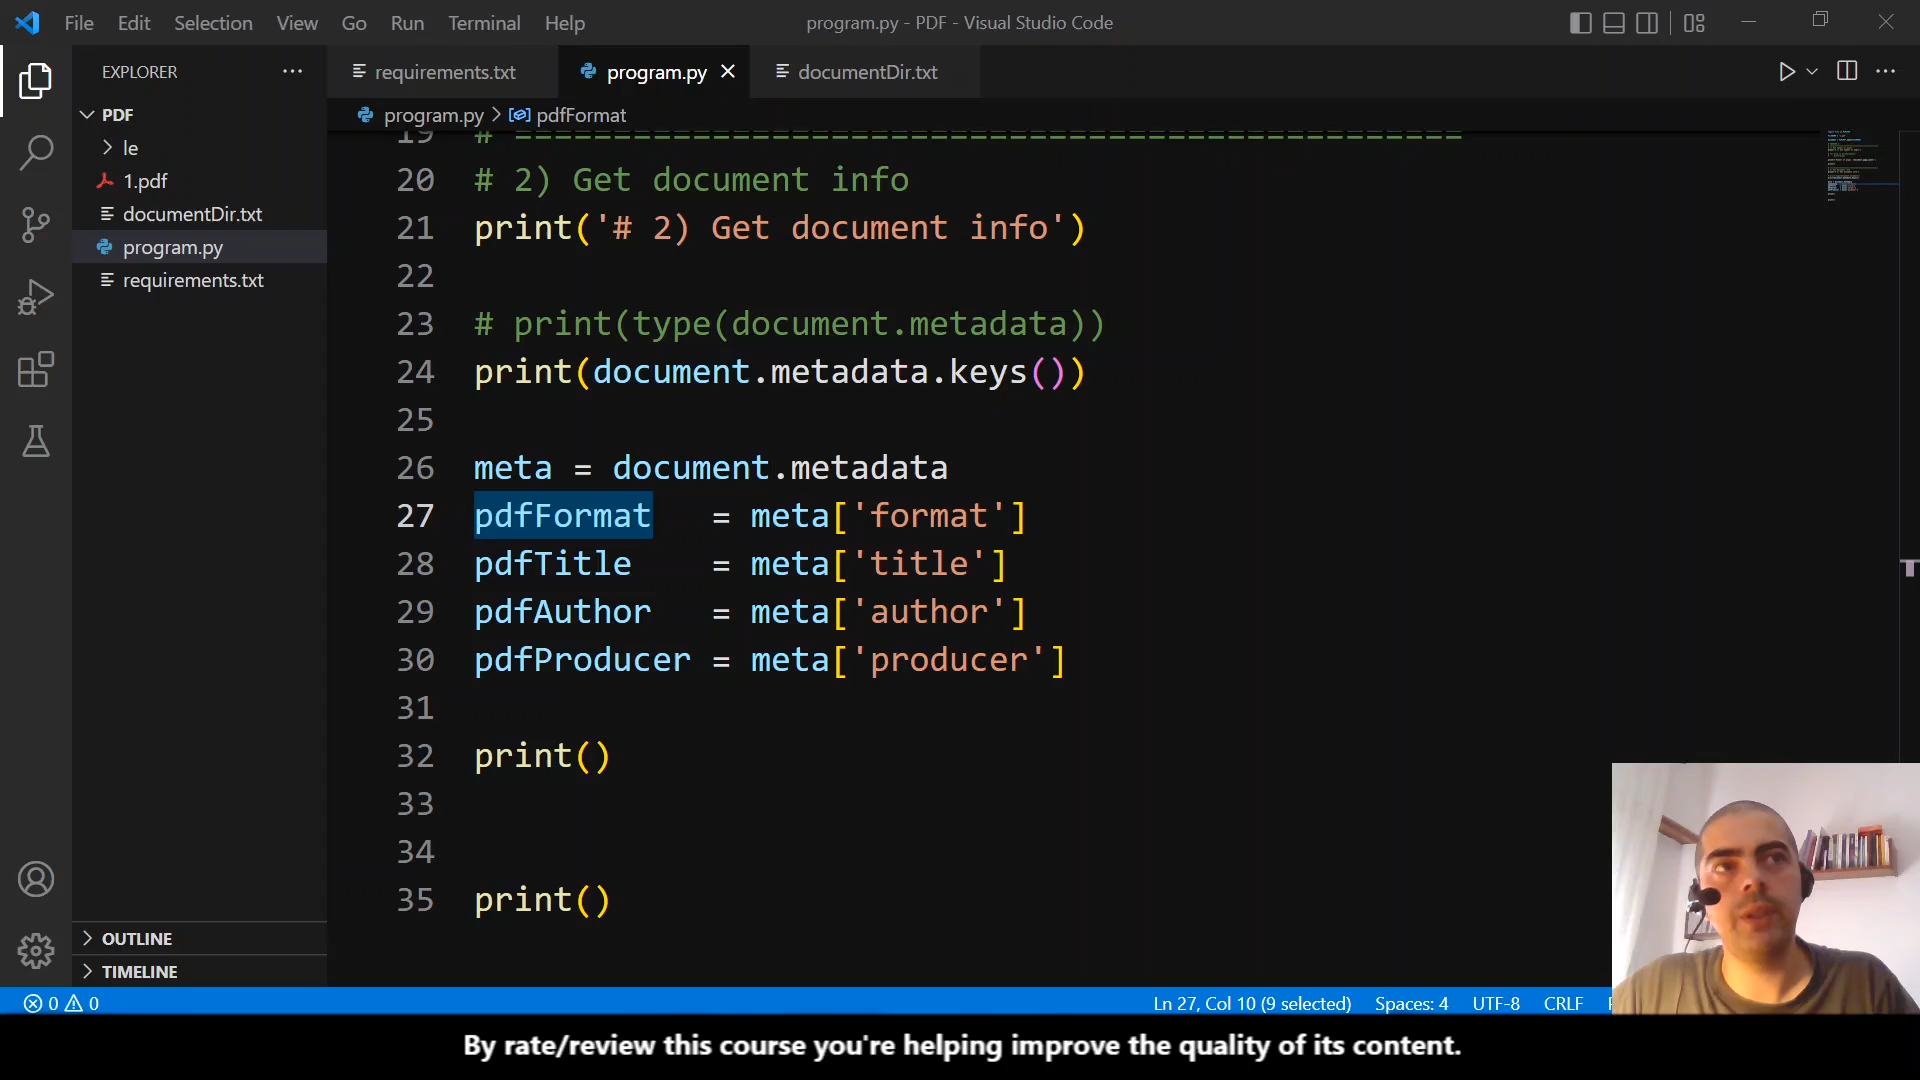 File Edit Selection View Go Run Terminal Help
program.py - PDF - Visual Studio Code
EXPLORER
PDF
le
1.pdf
documentDir.txt
program.py
requirements.txt
OUTLINE
TIMELINE
requirements.txt program.py documentDir.txt
program.py > pdfFormat
19 # ================================================
20 # 2) Get document info
21 print('# 2) Get document info')
22
23 # print(type(document.metadata))
24 print(document.metadata.keys())
25
26 meta = document.metadata
27 pdfFormat   = meta['format']
28 pdfTitle    = meta['title']
29 pdfAuthor   = meta['author']
30 pdfProducer = meta['producer']
31
32 print()
33
34
35 print()
0 0 Ln 27, Col 10 (9 selected) Spaces: 4 UTF-8 CRLF
By rate/review this course you're helping improve the quality of its content.